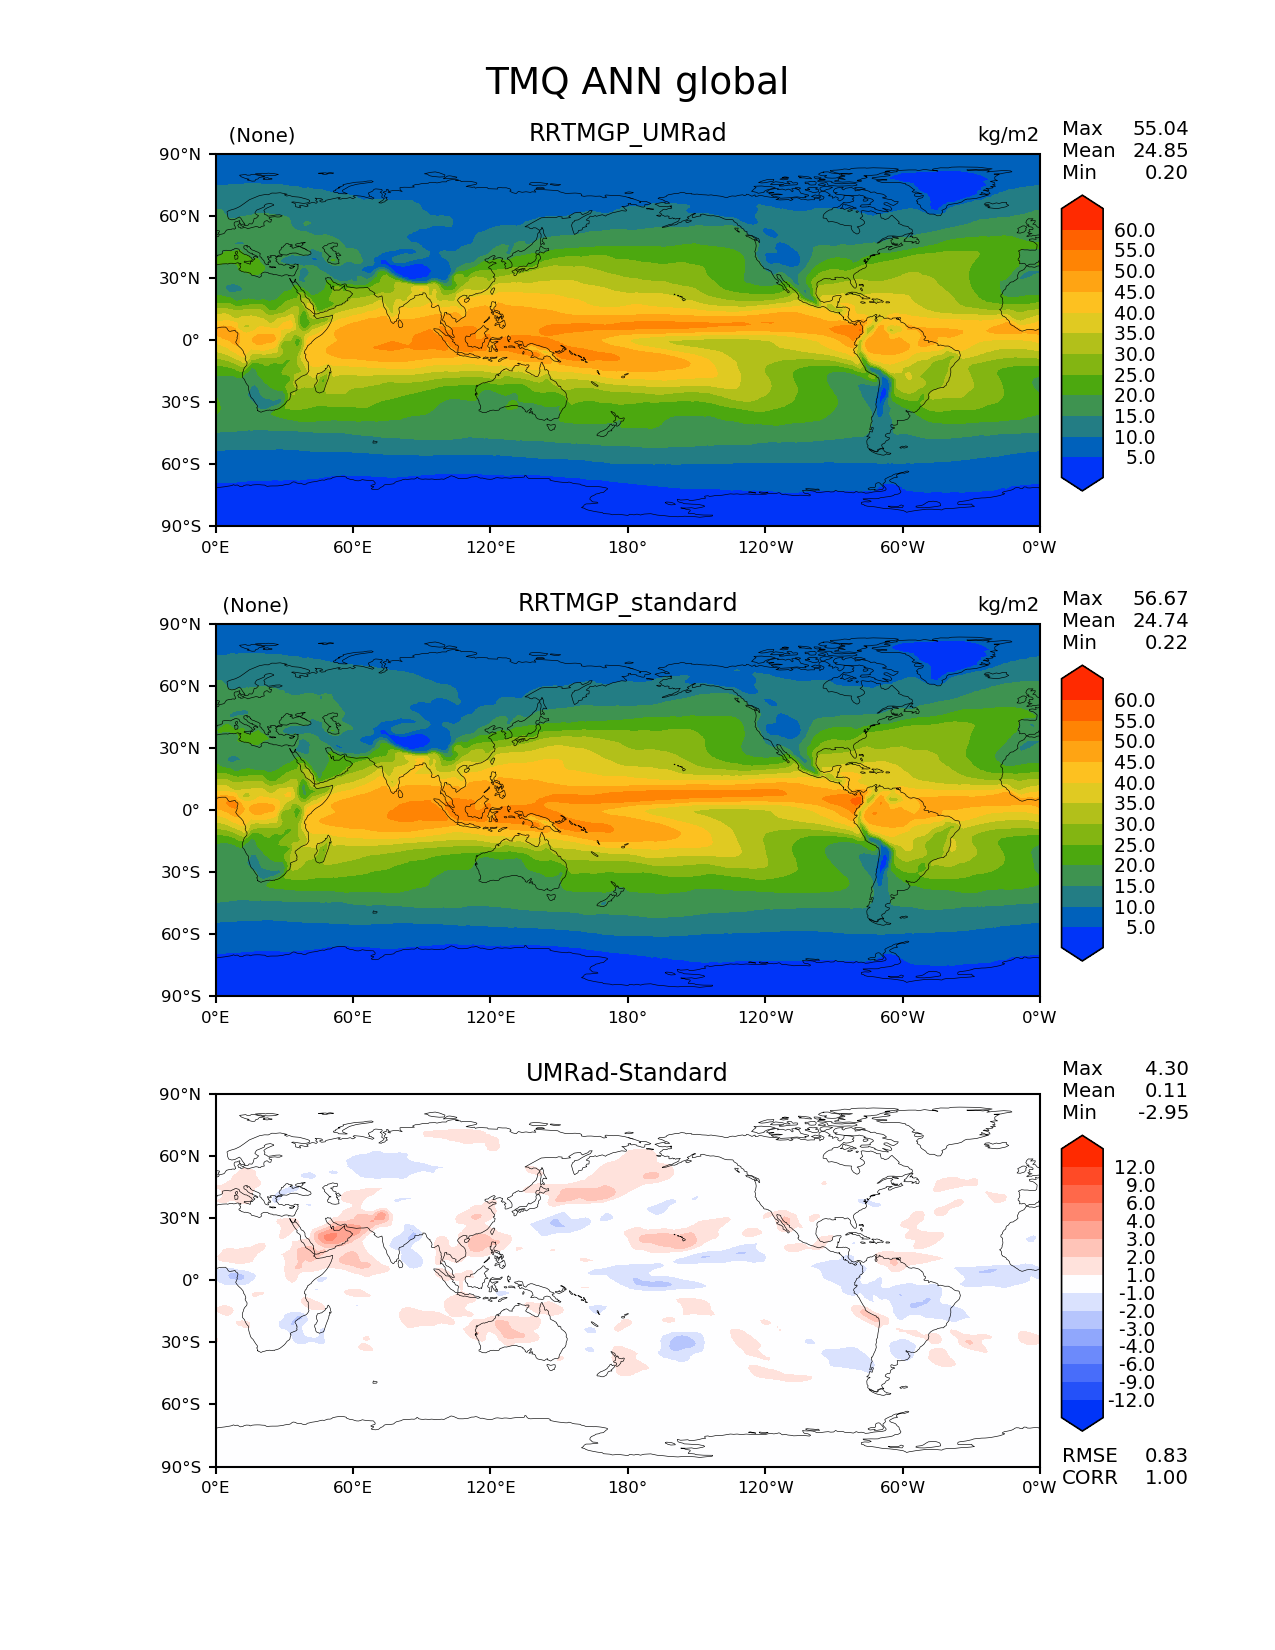 TMQ ANN global
(None) RRTMGP_UMRad kg/m2
Max 55.04
Mean 24.85
Min 0.20
90°N
60°N
30°N
0°
30°S
60°S
90°S
0°E 60°E 120°E 180° 120°W 60°W 0°W
60.0
55.0
50.0
45.0
40.0
35.0
30.0
25.0
20.0
15.0
10.0
5.0
(None) RRTMGP_standard kg/m2
Max 56.67
Mean 24.74
Min 0.22
90°N
60°N
30°N
0°
30°S
60°S
90°S
0°E 60°E 120°E 180° 120°W 60°W 0°W
60.0
55.0
50.0
45.0
40.0
35.0
30.0
25.0
20.0
15.0
10.0
5.0
UMRad-Standard
Max 4.30
Mean 0.11
Min -2.95
90°N
60°N
30°N
0°
30°S
60°S
90°S
0°E 60°E 120°E 180° 120°W 60°W 0°W
12.0
9.0
6.0
4.0
3.0
2.0
1.0
-1.0
-2.0
-3.0
-4.0
-6.0
-9.0
-12.0
RMSE 0.83
CORR 1.00